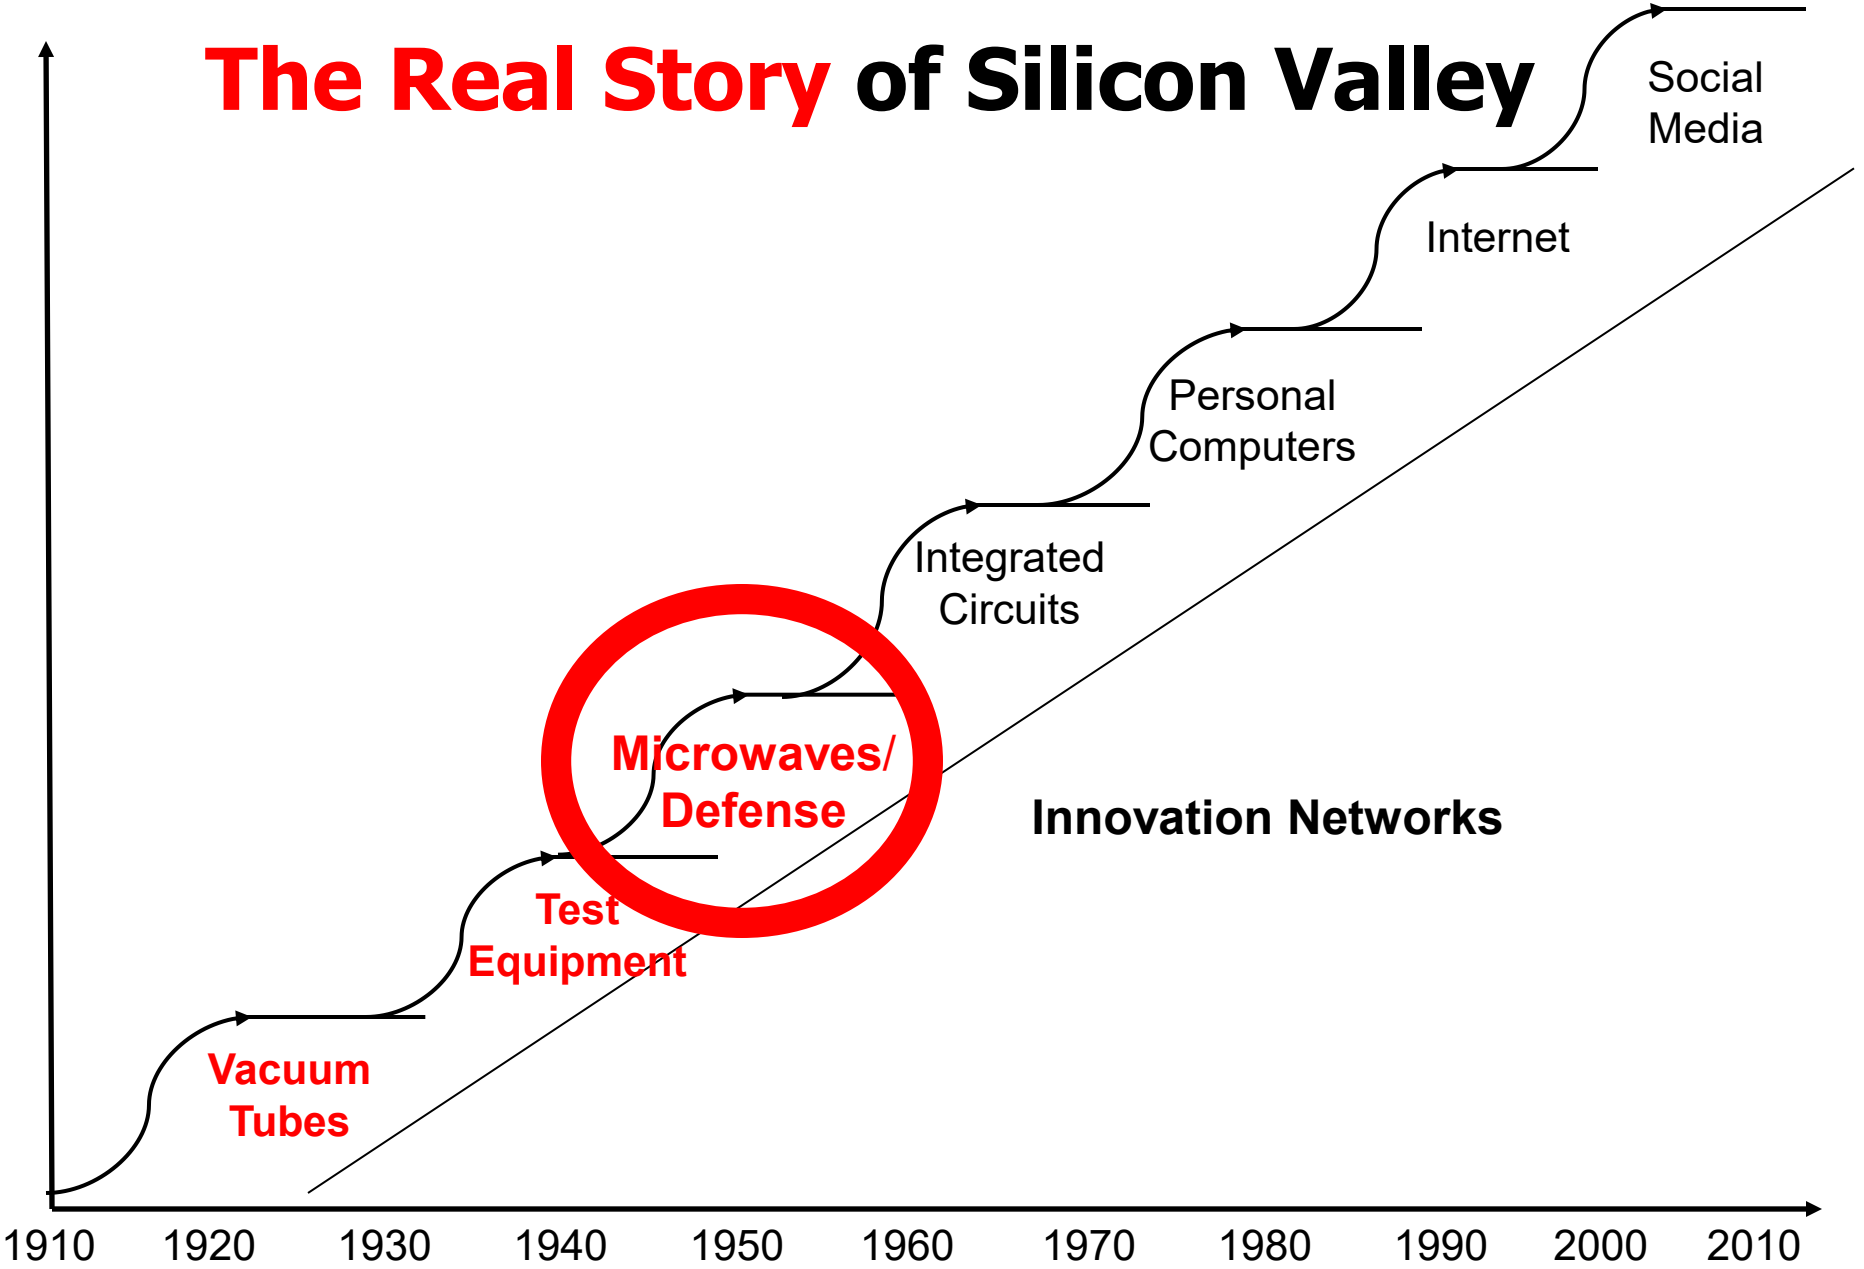 The Real Story of Silicon Valley
Social
Media
Internet
Personal
Computers
Integrated
Circuits
Microwaves/
Defense
Innovation Networks
Test
Equipment
Vacuum
Tubes
1910 1920 1930 1940 1950 1960 1970 1980 1990 2000 2010